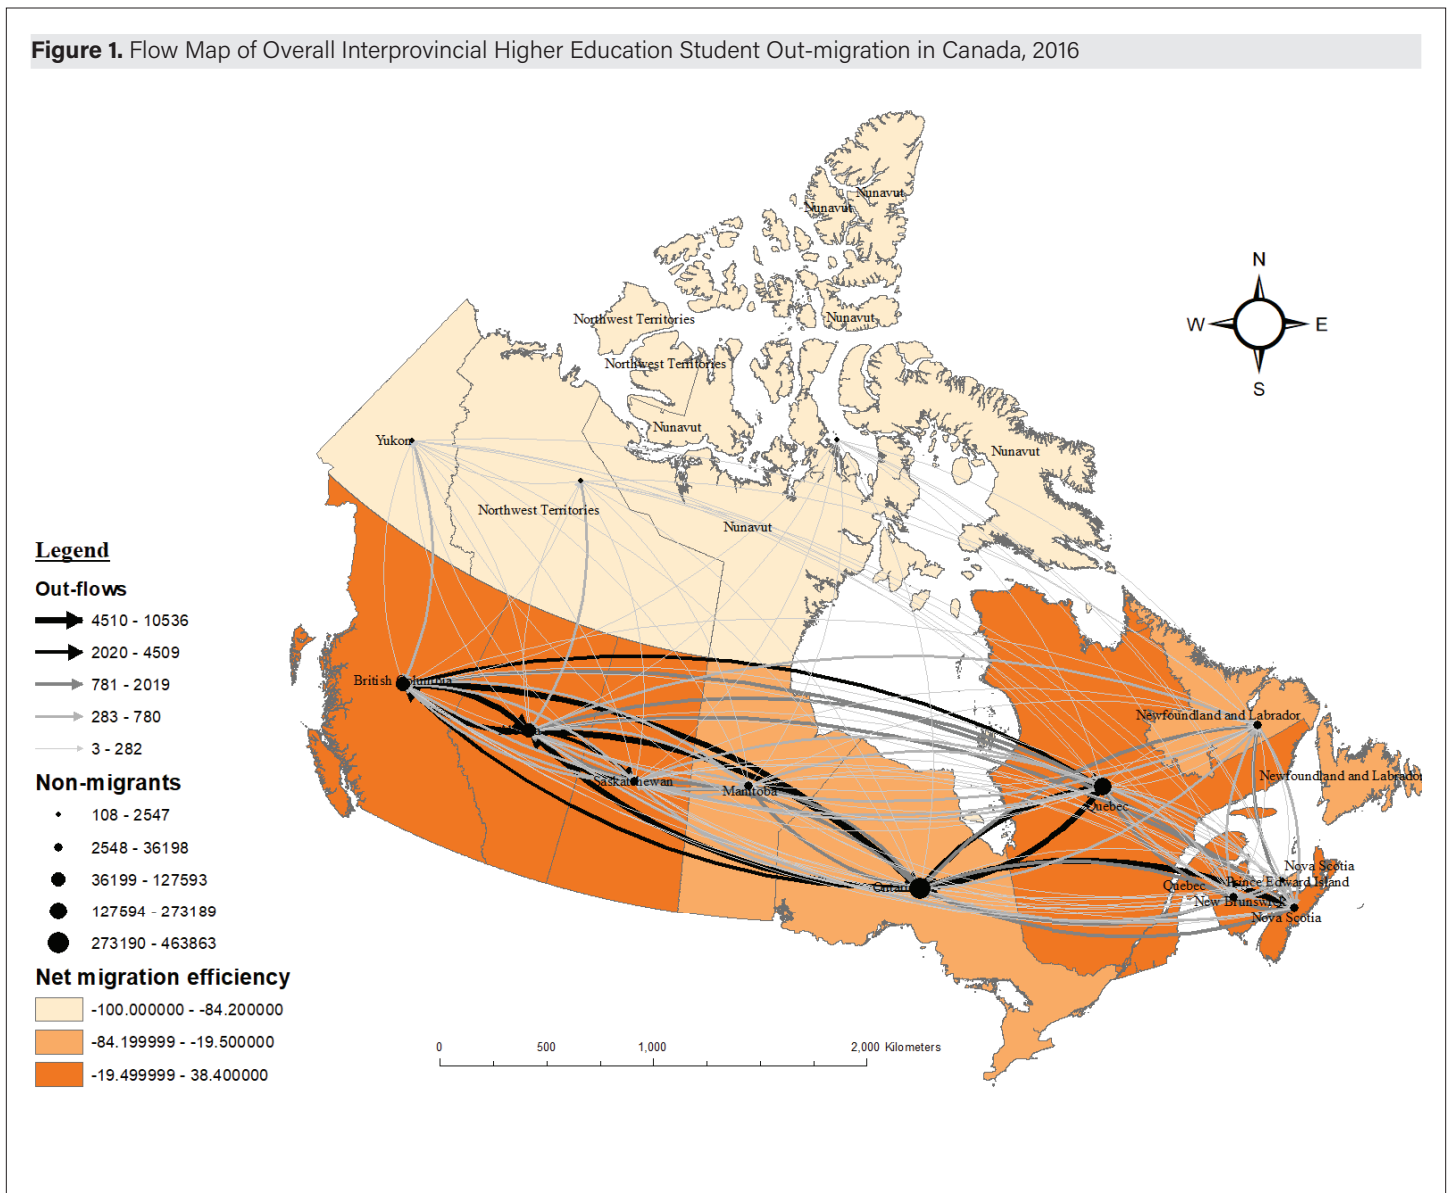 Figure 1. Flow Map of Overall Interprovincial Higher Education Student Out-migration in Canada, 2016
Nunavut
Nunavut
N
W
E
S
Northwest Territories
Nunavut
Northwest Territories
Nunavut
Yukon
Nunavut
Northwest Territories
Nunavut
British Columbia
Newfoundland and Labrador
Saskatchewan
Manitoba
Newfoundland and Labrador
Quebec
Nova Scotia
Ontario
Quebec
Prince Edward Island
New Brunswick
Nova Scotia
Legend
Out-flows
4510 - 10536
2020 - 4509
781 - 2019
283 - 780
3 - 282
Non-migrants
108 - 2547
2548 - 36198
36199 - 127593
127594 - 273189
273190 - 463863
Net migration efficiency
-100.000000 - -84.200000
-84.199999 - -19.500000
-19.499999 - 38.400000
0 500 1,000 2,000 Kilometers